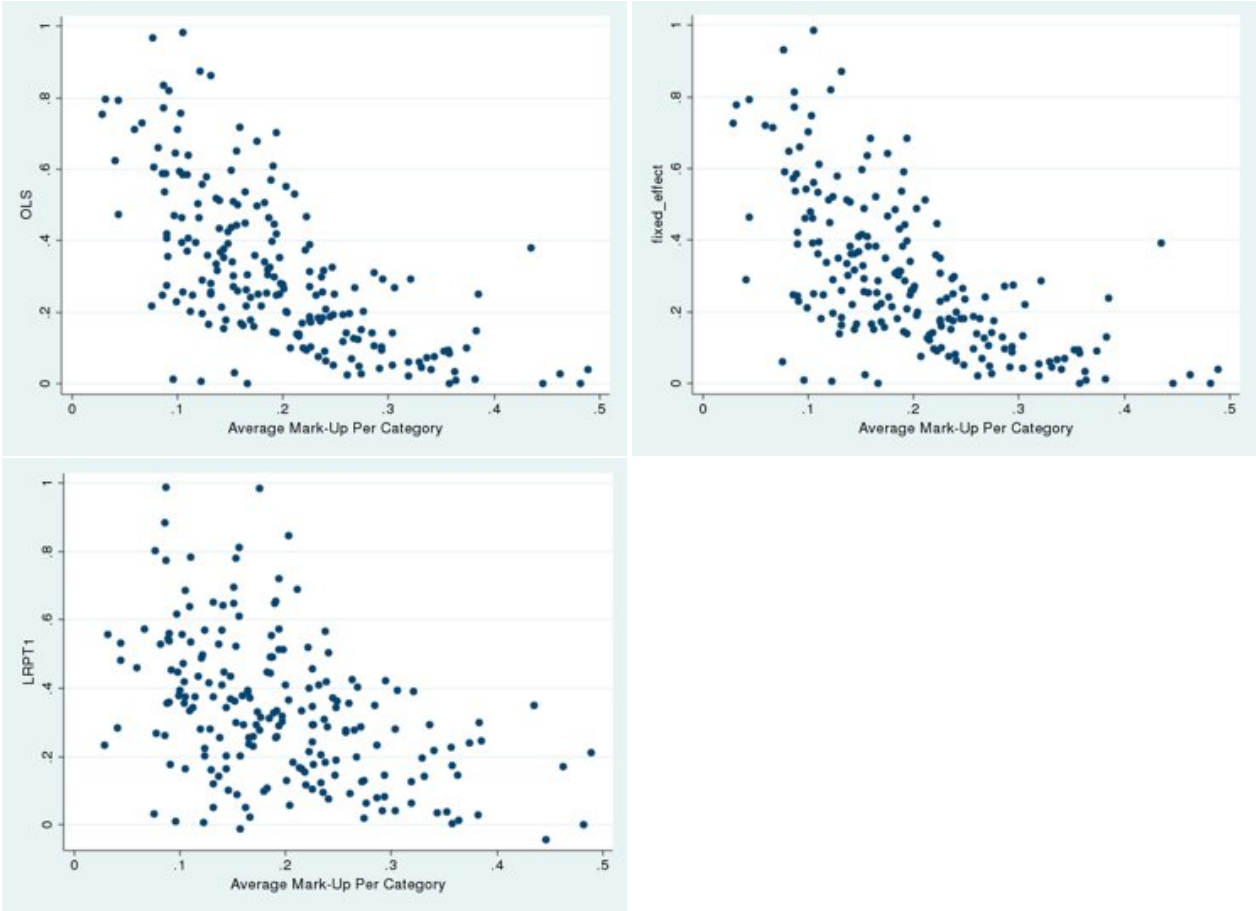 1
.8
.6
.4
.2
0
OLS
0 .1 .2 .3 .4 .5
Average Mark-Up Per Category
1
.8
.6
.4
.2
0
fixed_effect
0 .1 .2 .3 .4 .5
Average Mark-Up Per Category
1
.8
.6
.4
.2
0
LRPT1
0 .1 .2 .3 .4 .5
Average Mark-Up Per Category